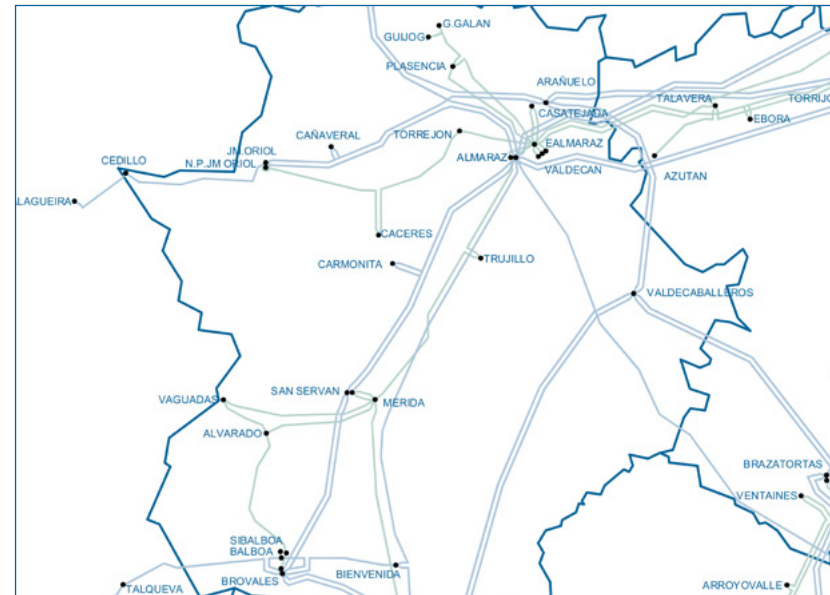 G.GALAN
GUIJOG
PLASENCIA
ARAÑUELO
TALAVERA
TORRIJO
CASATEJADA
EBORA
TORREJON
CAÑAVERAL
EALMARAZ
JM.ORIOL
N.P.JM ORIOL
CEDILLO
ALMARAZ
VALDECAN
AZUTAN
LAGUEIRA
CACERES
CARMONITA
TRUJILLO
VALDECABALLEROS
SAN SERVAN
VAGUADAS
MERIDA
ALVARADO
BRAZATORTAS
VENTAINES
SIBALBOA
BALBOA
BROVALES
BIENVENIDA
TALQUEVA
ARROYOVALLE